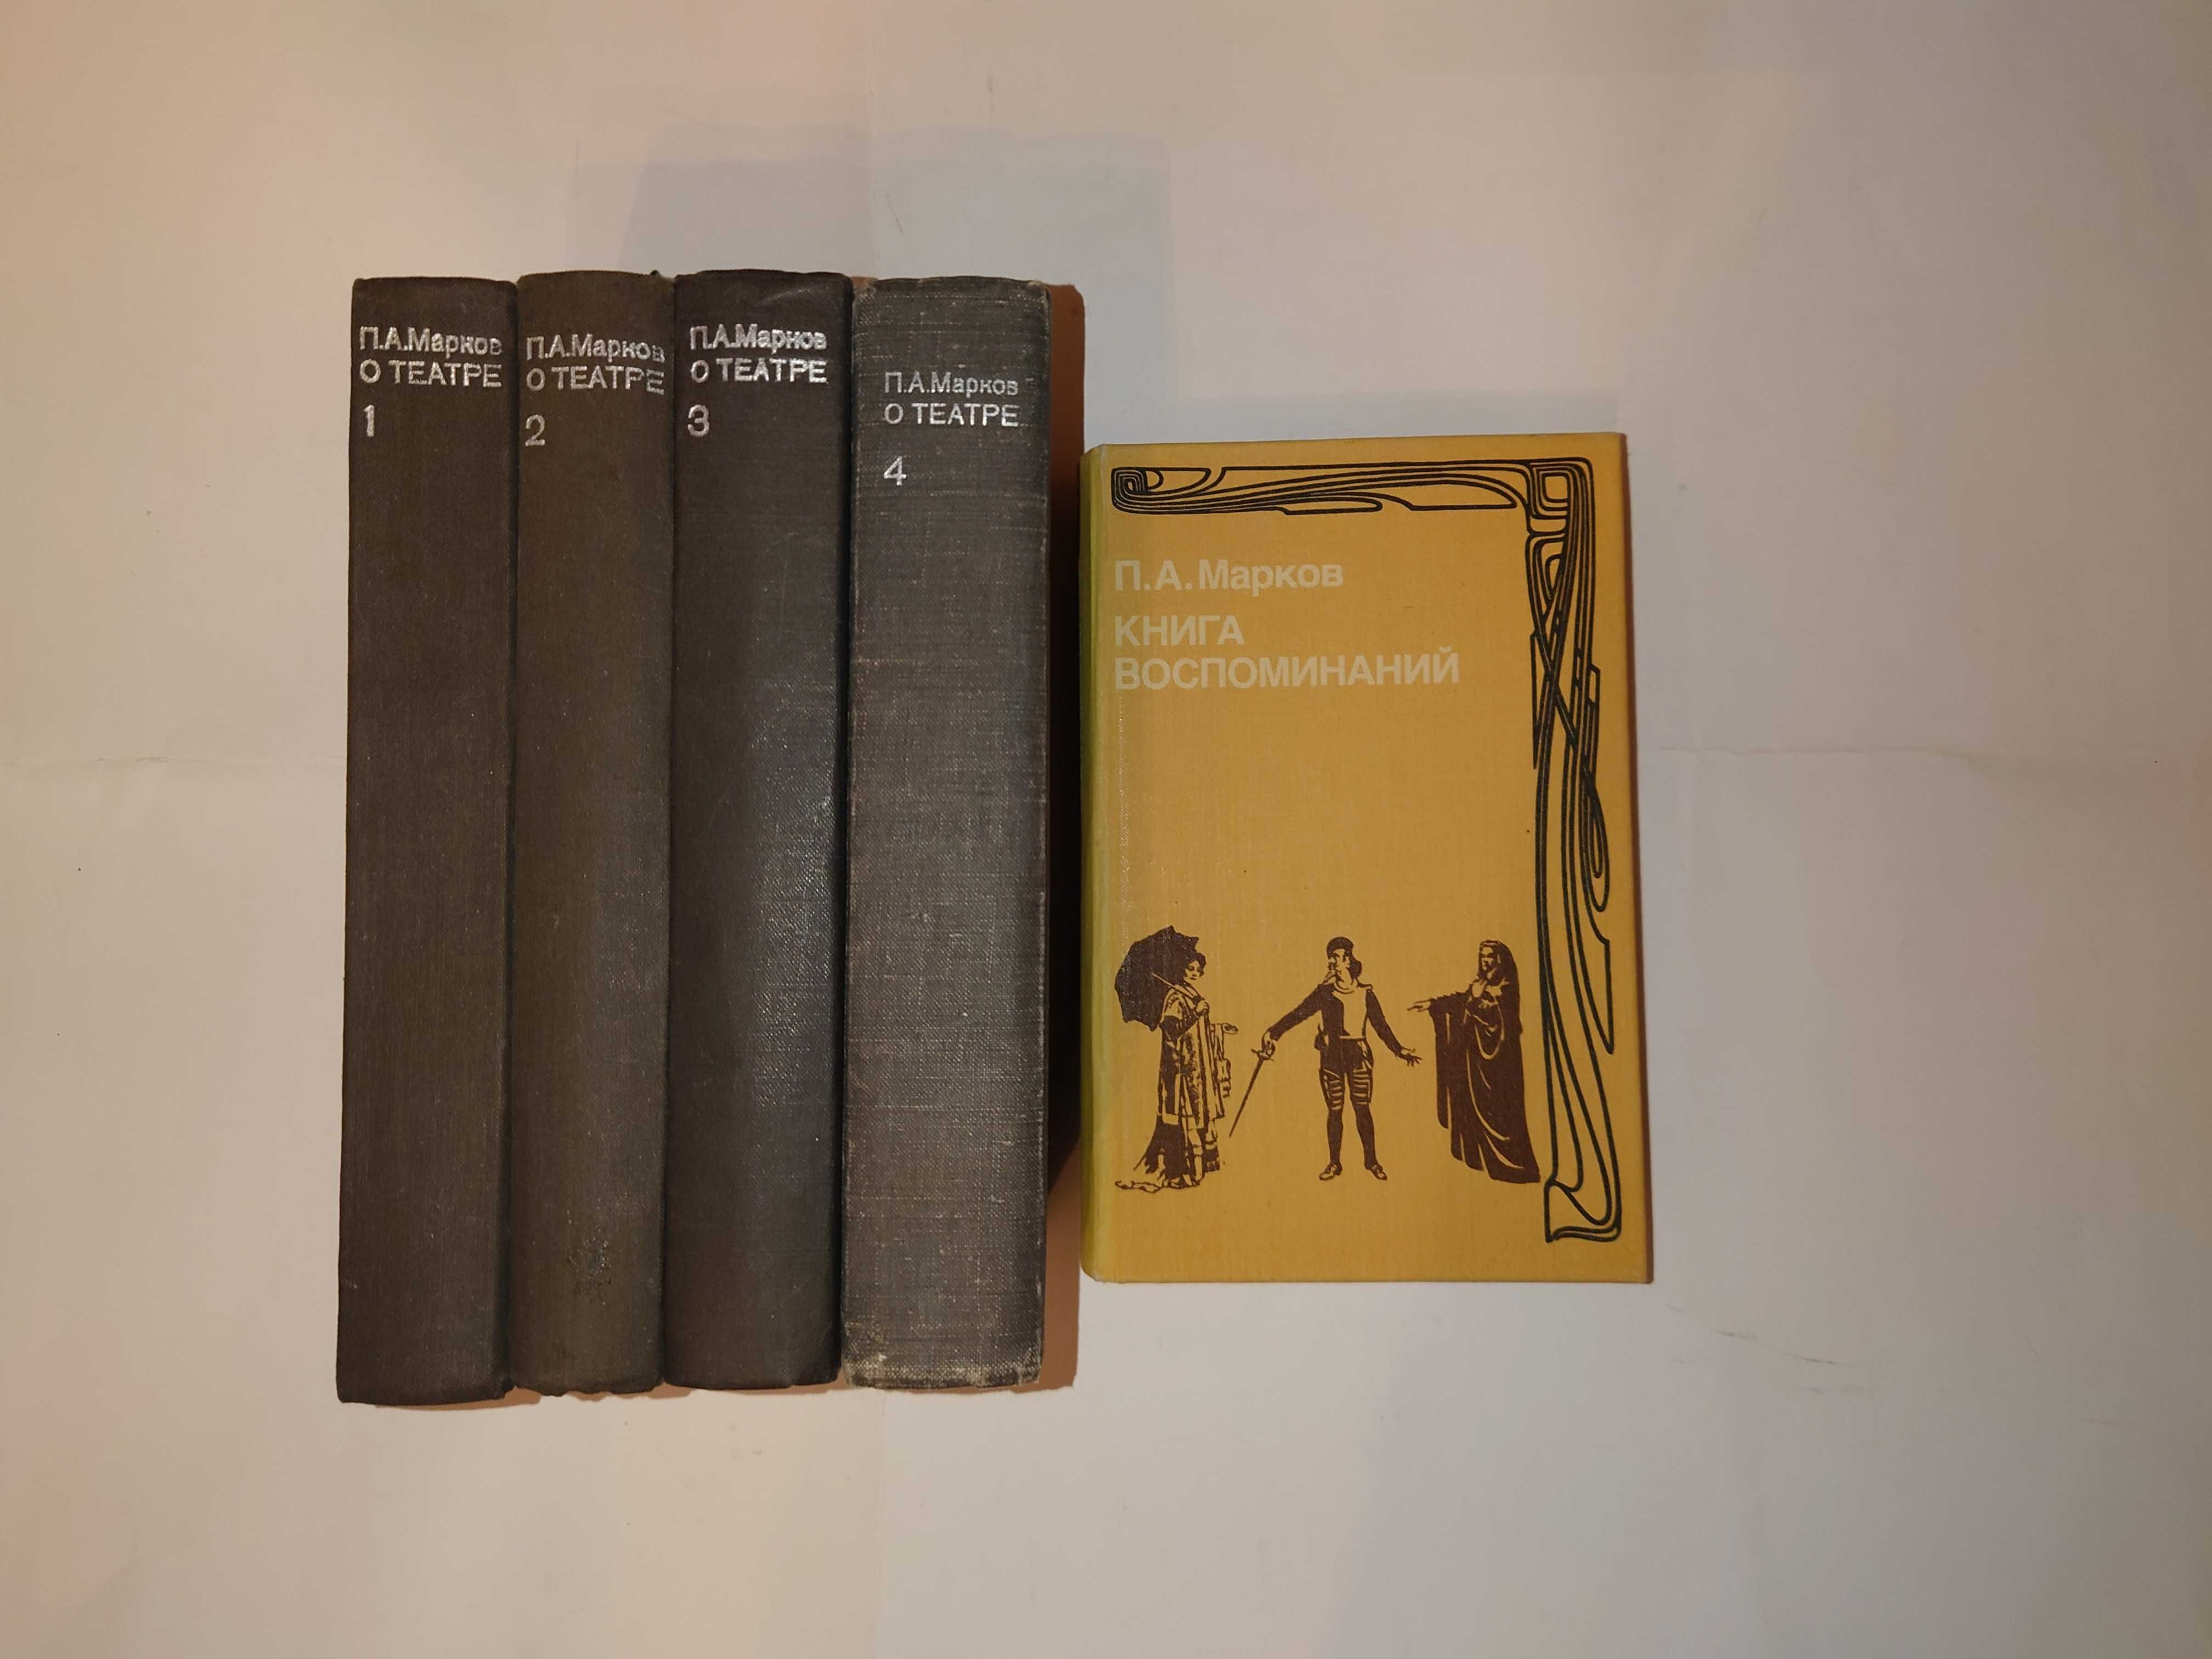 П.А.Марков
О ТЕАТРЕ
1
П.А.Марков
О ТЕАТРЕ
2
П.А.Марков
О ТЕАТРЕ
3
П.А.Марков
О ТЕАТРЕ
4
П.А.Марков
КНИГА
ВОСПОМИНАНИЙ